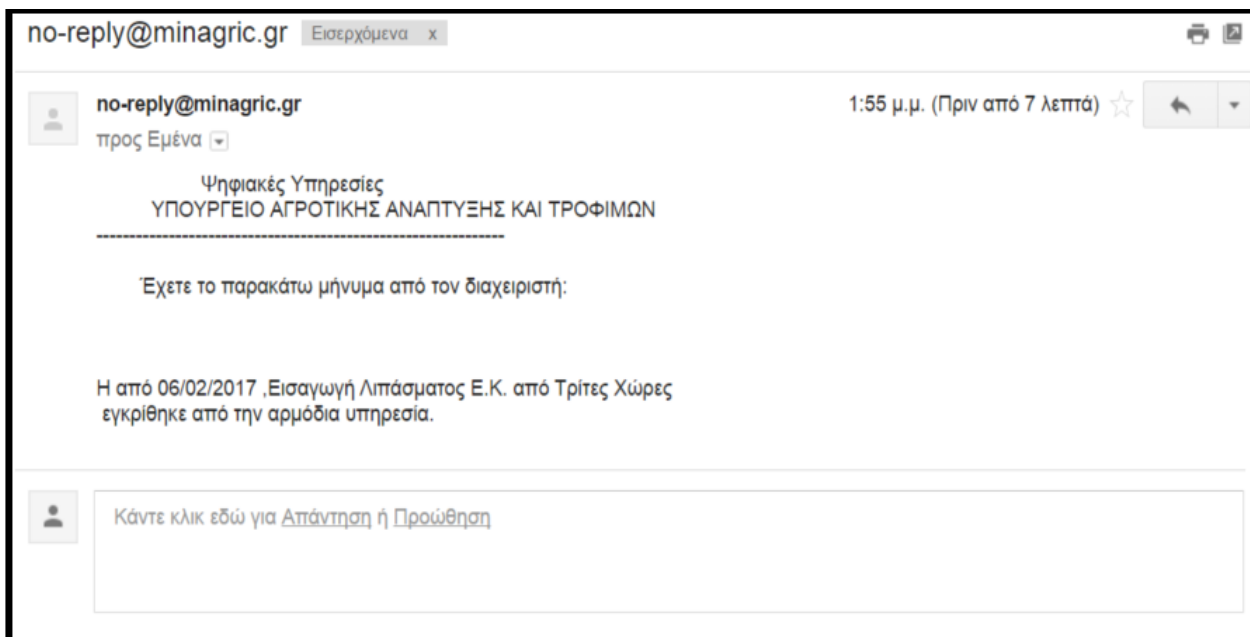 no-reply@minagric.gr Εισερχόμενα x
no-reply@minagric.gr 1:55 μ.μ. (Πριν από 7 λεπτά)
προς Εμένα
Ψηφιακές Υπηρεσίες
ΥΠΟΥΡΓΕΙΟ ΑΓΡΟΤΙΚΗΣ ΑΝΑΠΤΥΞΗΣ ΚΑΙ ΤΡΟΦΙΜΩΝ
--------------------------------------------------------------
Έχετε το παρακάτω μήνυμα από τον διαχειριστή:
Η από 06/02/2017 ,Εισαγωγή Λιπάσματος Ε.Κ. από Τρίτες Χώρες
εγκρίθηκε από την αρμόδια υπηρεσία.
Κάντε κλικ εδώ για Απάντηση ή Προώθηση